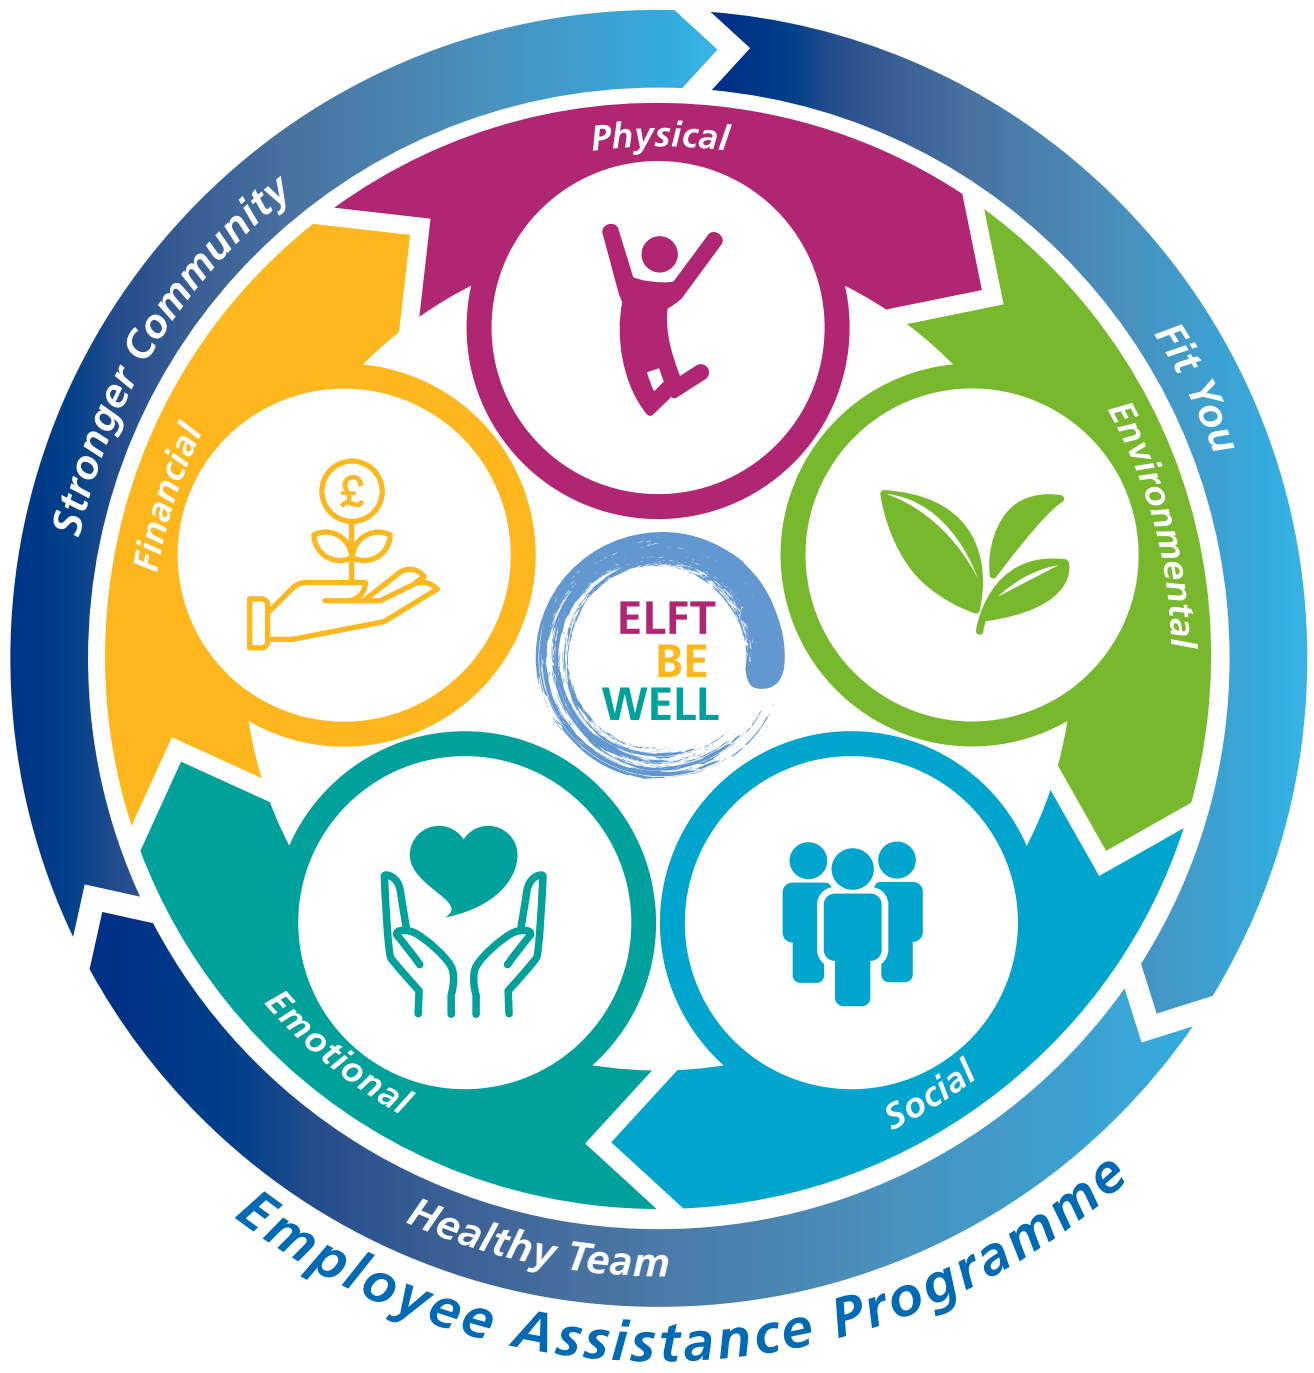 Stronger Community
Fit You
Physical
Financial
Environmental
£
ELFT
BE
WELL
Emotional
Social
Healthy Team
Employee Assistance Programme